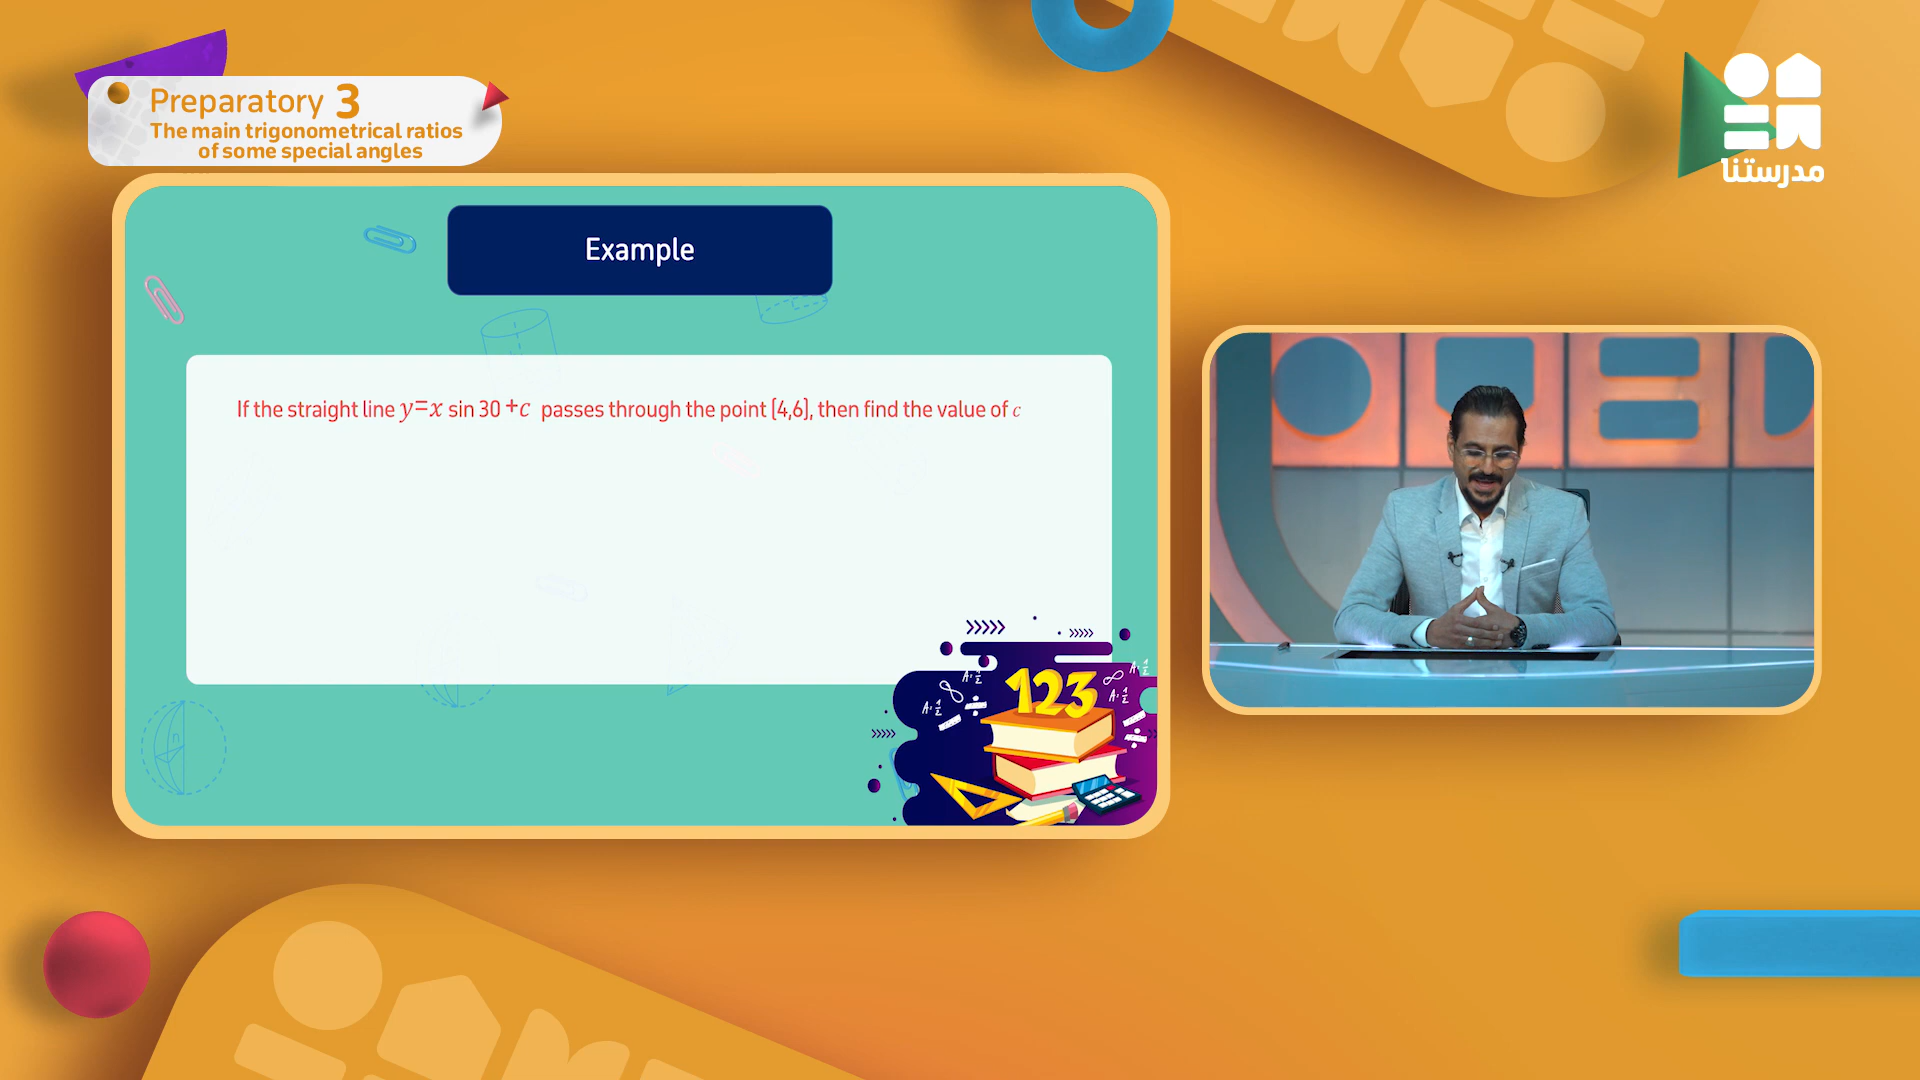 Preparatory 3
The main trigonometrical ratios
of some special angles
مدرستنا
Example
If the straight line y=x sin 30 +c passes through the point (4,6), then find the value of c
123